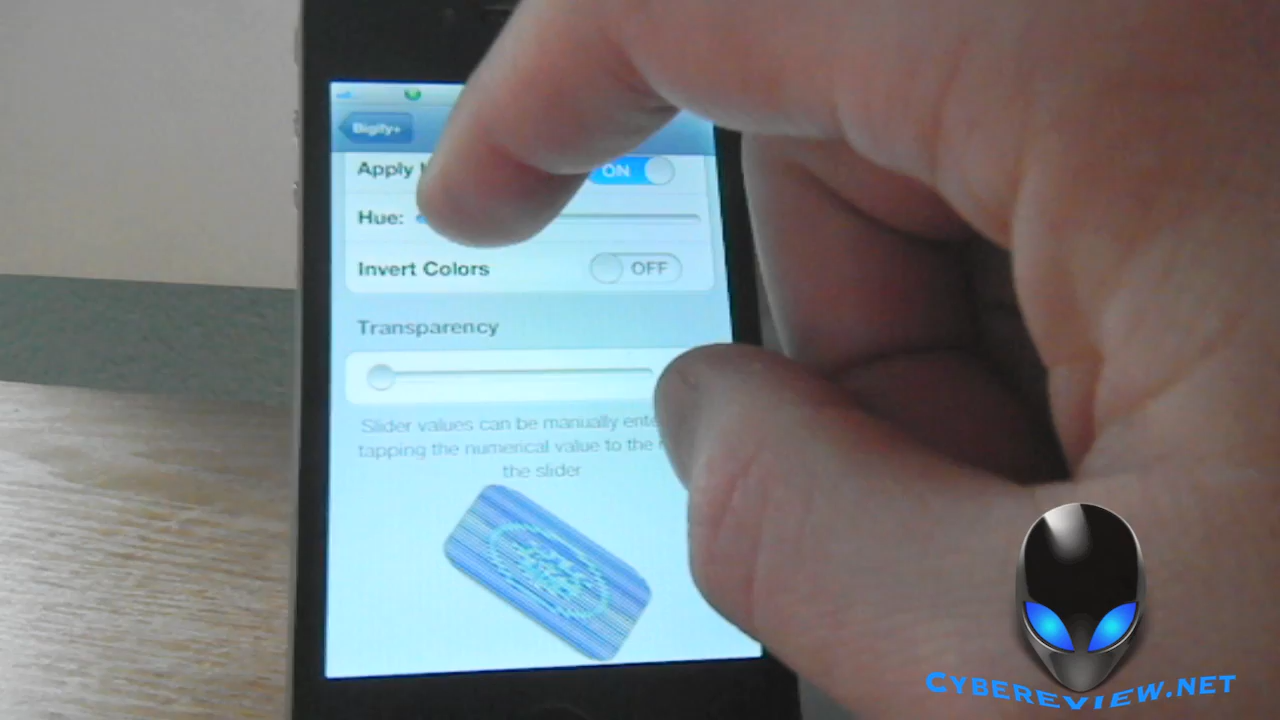 Bigify+
Apply
ON
Hue:
Invert Colors
OFF
Transparency
Slider values can be manually
tapping the numerical value to the
the slider
CYBEREVIEW.NET